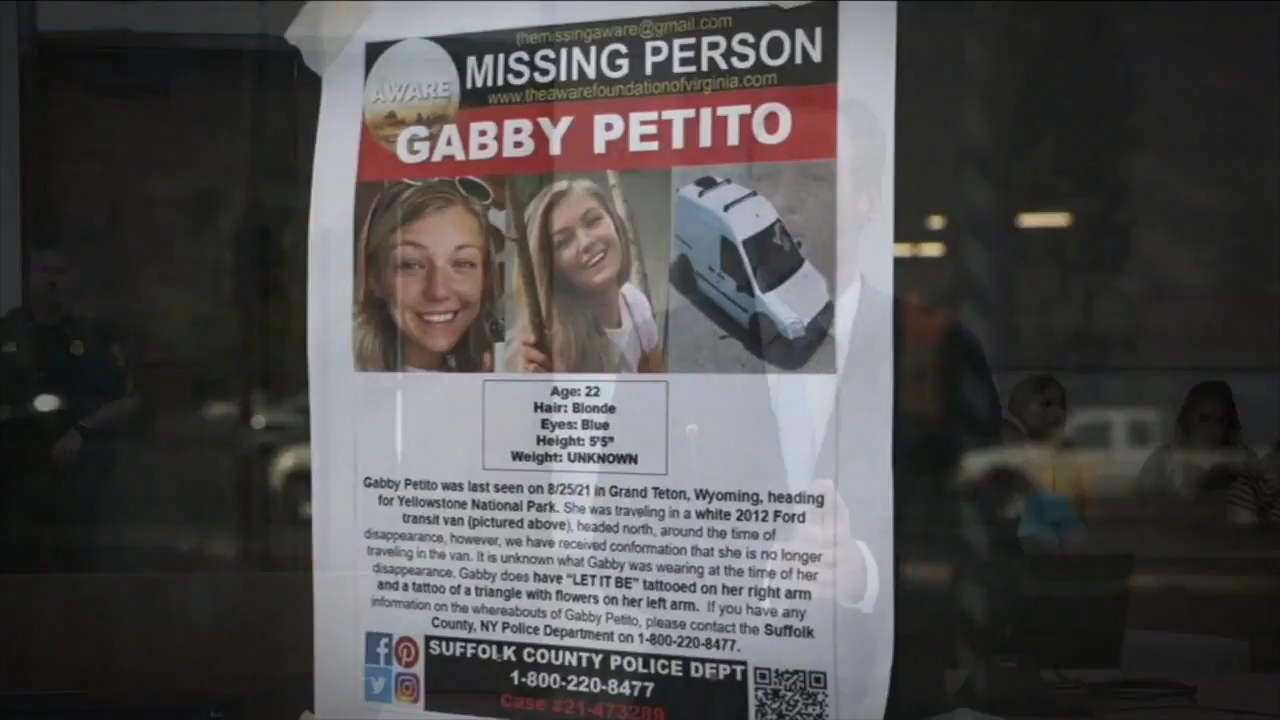 themissingaware@gmail.com
AWARE
MISSING PERSON
www.theawarefoundationofvirginia.com
GABBY PETITO
Age: 22
Hair: Blonde
Eyes: Blue
Height: 5'5"
Weight: UNKNOWN
Gabby Petito was last seen on 8/25/21 in Grand Teton, Wyoming, heading
for Yellowstone National Park. She was traveling in a white 2012 Ford
transit van (pictured above), headed north, around the time of
disappearance, however, we have received conformation that she is no longer
traveling in the van. It is unknown what Gabby was wearing at the time of her
disappearance. Gabby does have "LET IT BE" tattooed on her right arm
and a tattoo of a triangle with flowers on her left arm. If you have any
information on the whereabouts of Gabby Petito, please contact the Suffolk
County, NY Police Department on 1-800-220-8477.
SUFFOLK COUNTY POLICE DEPT
1-800-220-8477
Case #21-473280